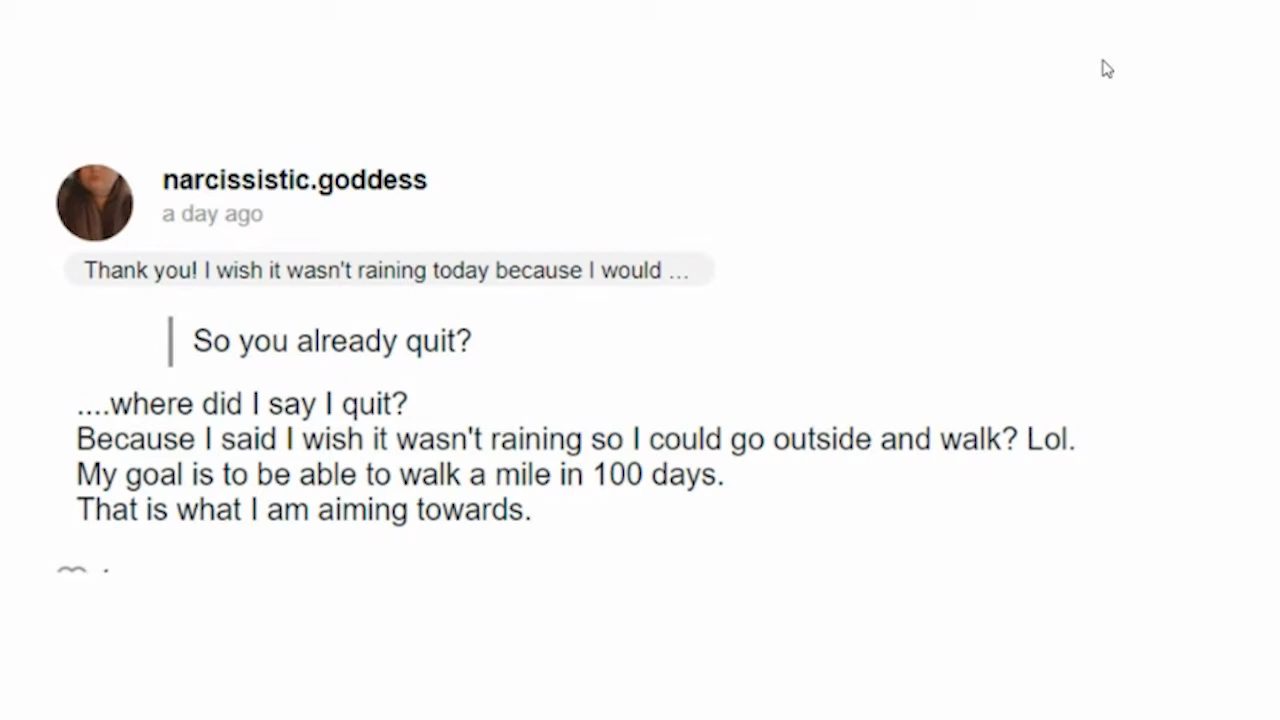 narcissistic.goddess
a day ago
Thank you! I wish it wasn't raining today because I would ...
So you already quit?
....where did I say I quit?
Because I said I wish it wasn't raining so I could go outside and walk? Lol.
My goal is to be able to walk a mile in 100 days.
That is what I am aiming towards.